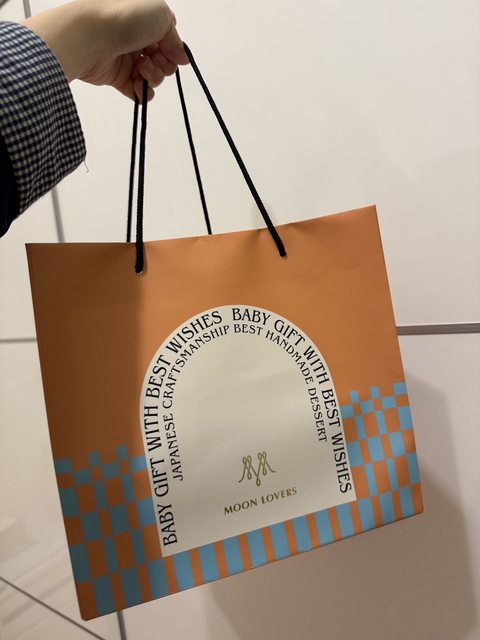 BABY GIFT WITH BEST WISHES BABY GIFT WITH BEST WISHES
JAPANESE CRAFTSMANSHIP BEST HANDMADE DESSERT
MOON LOVERS